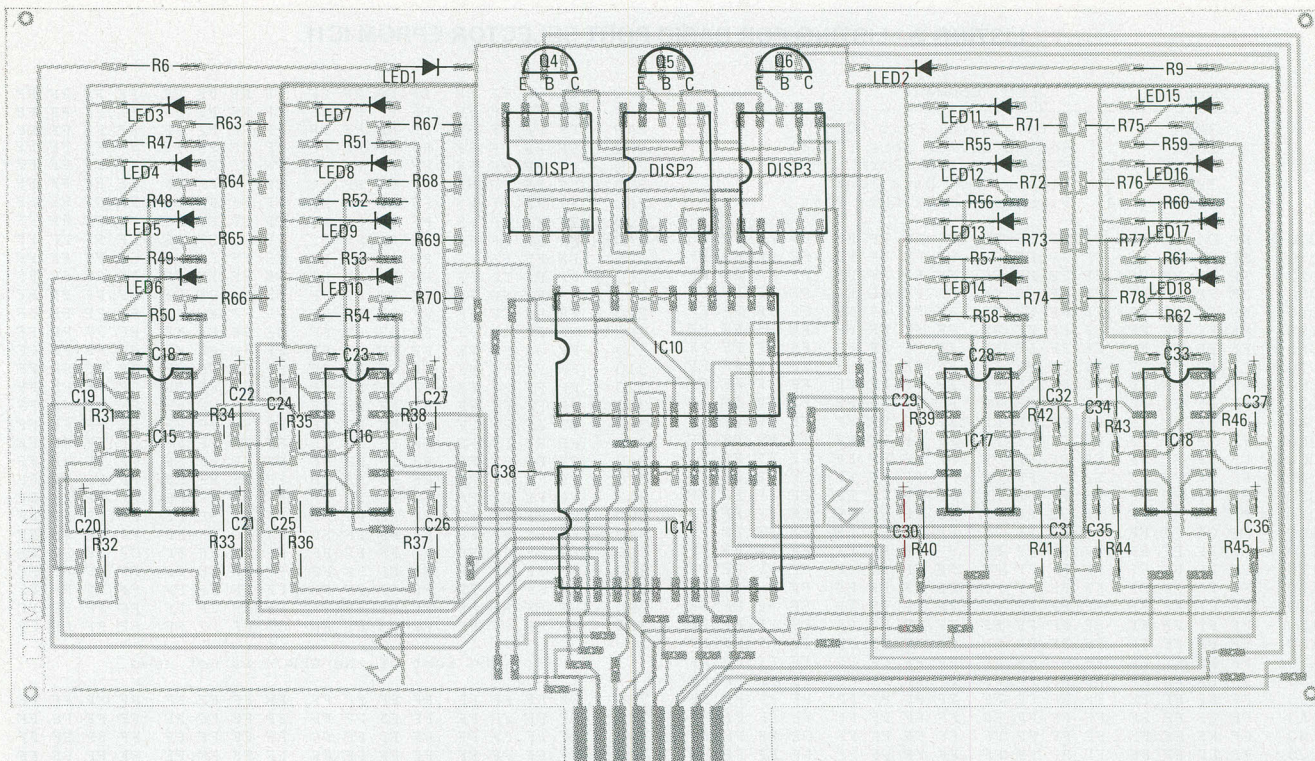 Q4 Q5 Q6
R6 LED1 E B C E B C E B C LED2 R9
LED3 R63 LED7 R67 LED11 R71 LED15 R75
R47 R51 R55 R59
DISP1 DISP2 DISP3
LED4 R64 LED8 R68 LED12 R72 R76 LED16
R48 R52 R56 R60
LED5 R65 LED9 R69 LED13 R73 R77 LED17
R49 R53 R57 R61
LED6 R66 LED10 R70 LED14 R74 R78 LED18
R50 R54 R58 R62
IC10
C18 C23 C28 C33
+ + + + + + + +
C19 C22 C24 C27 C29 C32 C34 C37
R31 R34 R35 R38 R39 R42 R43 R46
IC15 IC16 IC17 IC18
C38
+ + + + + + + +
C20 C21 C25 C26 C30 C31 C35 C36
R32 R33 R36 R37 R40 R41 R44 R45
IC14
COMPONENT